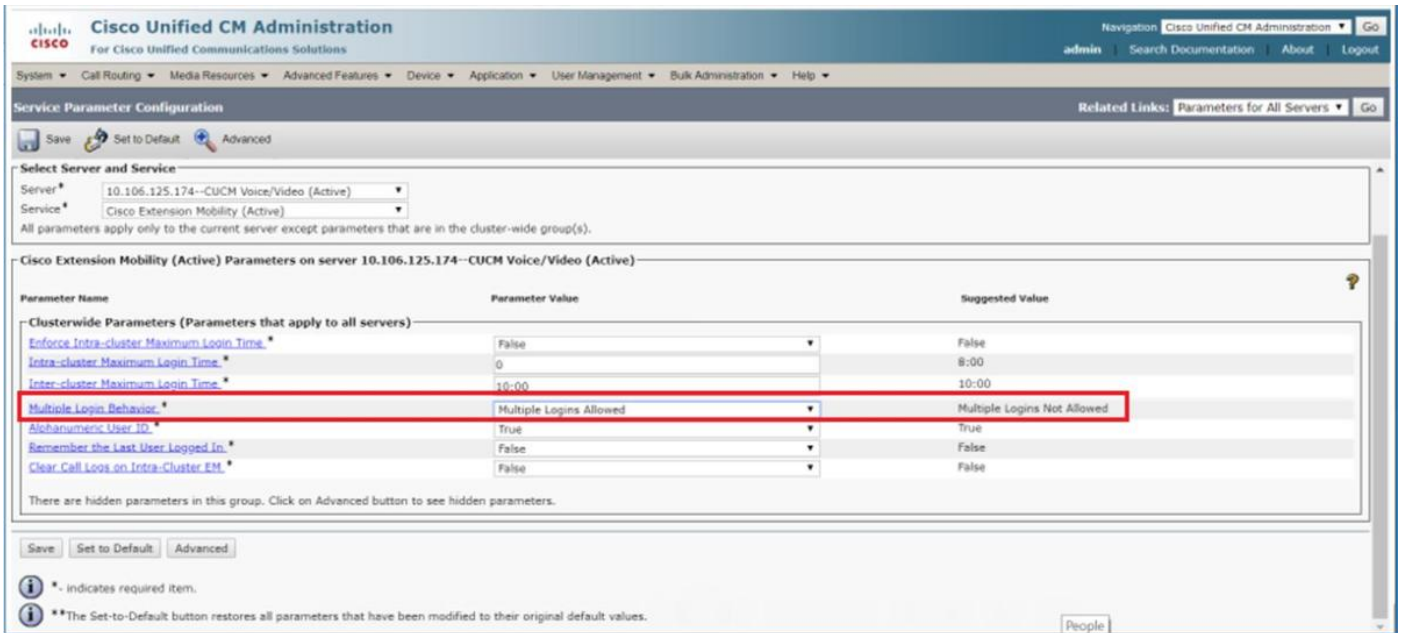 cisco Cisco Unified CM Administration
For Cisco Unified Communications Solutions
Navigation Cisco Unified CM Administration Go
admin Search Documentation About Logout
System Call Routing Media Resources Advanced Features Device Application User Management Bulk Administration Help
Service Parameter Configuration
Related Links: Parameters for All Servers Go
Save Set to Default Advanced
Select Server and Service
Server* 10.106.125.174--CUCM Voice/Video (Active)
Service* Cisco Extension Mobility (Active)
All parameters apply only to the current server except parameters that are in the cluster-wide group(s).
Cisco Extension Mobility (Active) Parameters on server 10.106.125.174--CUCM Voice/Video (Active)
?
Parameter Name Parameter Value Suggested Value
Clusterwide Parameters (Parameters that apply to all servers)
Enforce Intra-cluster Maximum Login Time * False False
Intra-cluster Maximum Login Time * 0 8:00
Inter-cluster Maximum Login Time * 10:00 10:00
Multiple Login Behavior * Multiple Logins Allowed Multiple Logins Not Allowed
Alphanumeric User ID * True True
Remember the Last User Logged In * False False
Clear Call Logs on Intra-Cluster EM * False False
There are hidden parameters in this group. Click on Advanced button to see hidden parameters.
Save Set to Default Advanced
i *- indicates required item.
i **The Set-to-Default button restores all parameters that have been modified to their original default values.
People